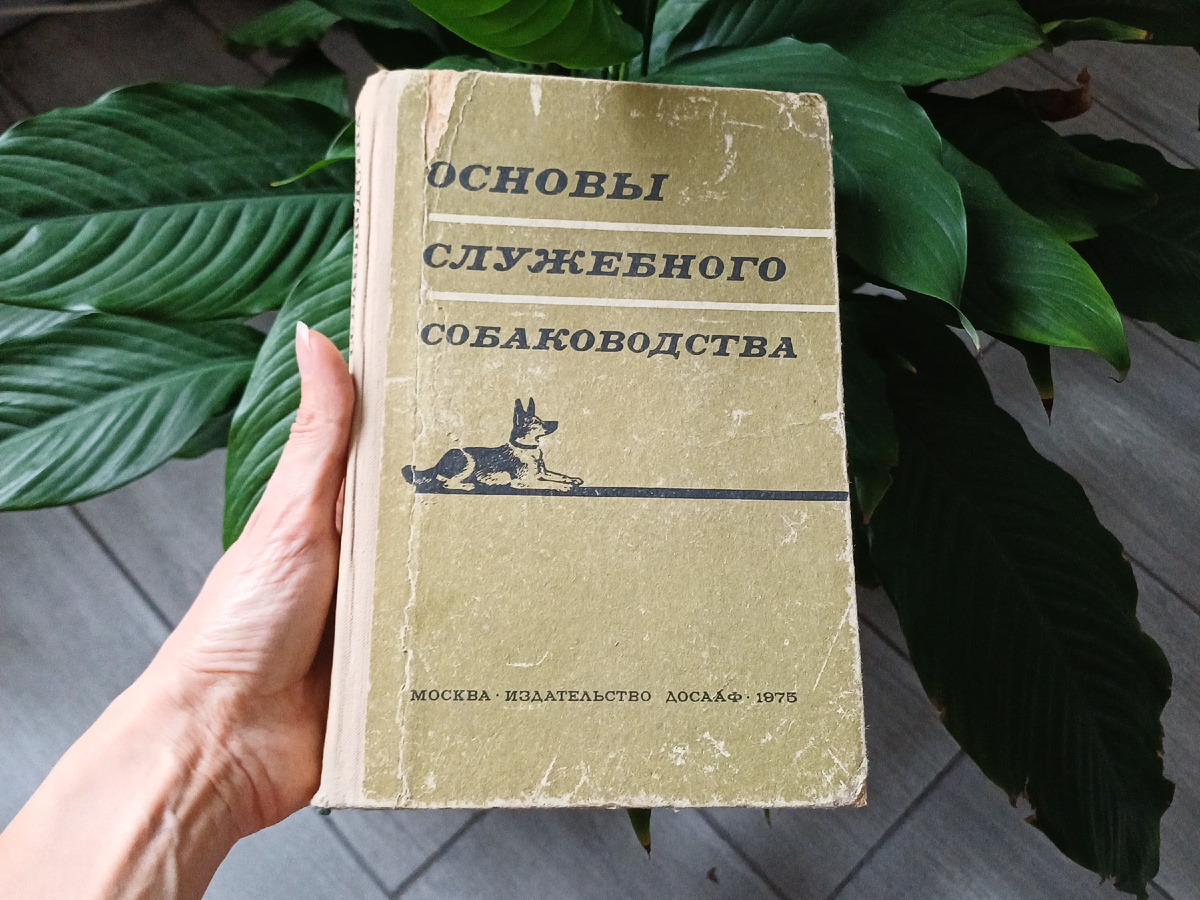 ОСНОВЫ
СЛУЖЕБНОГО
СОБАКОВОДСТВА
МОСКВА · ИЗДАТЕЛЬСТВО ДОСААФ · 1975